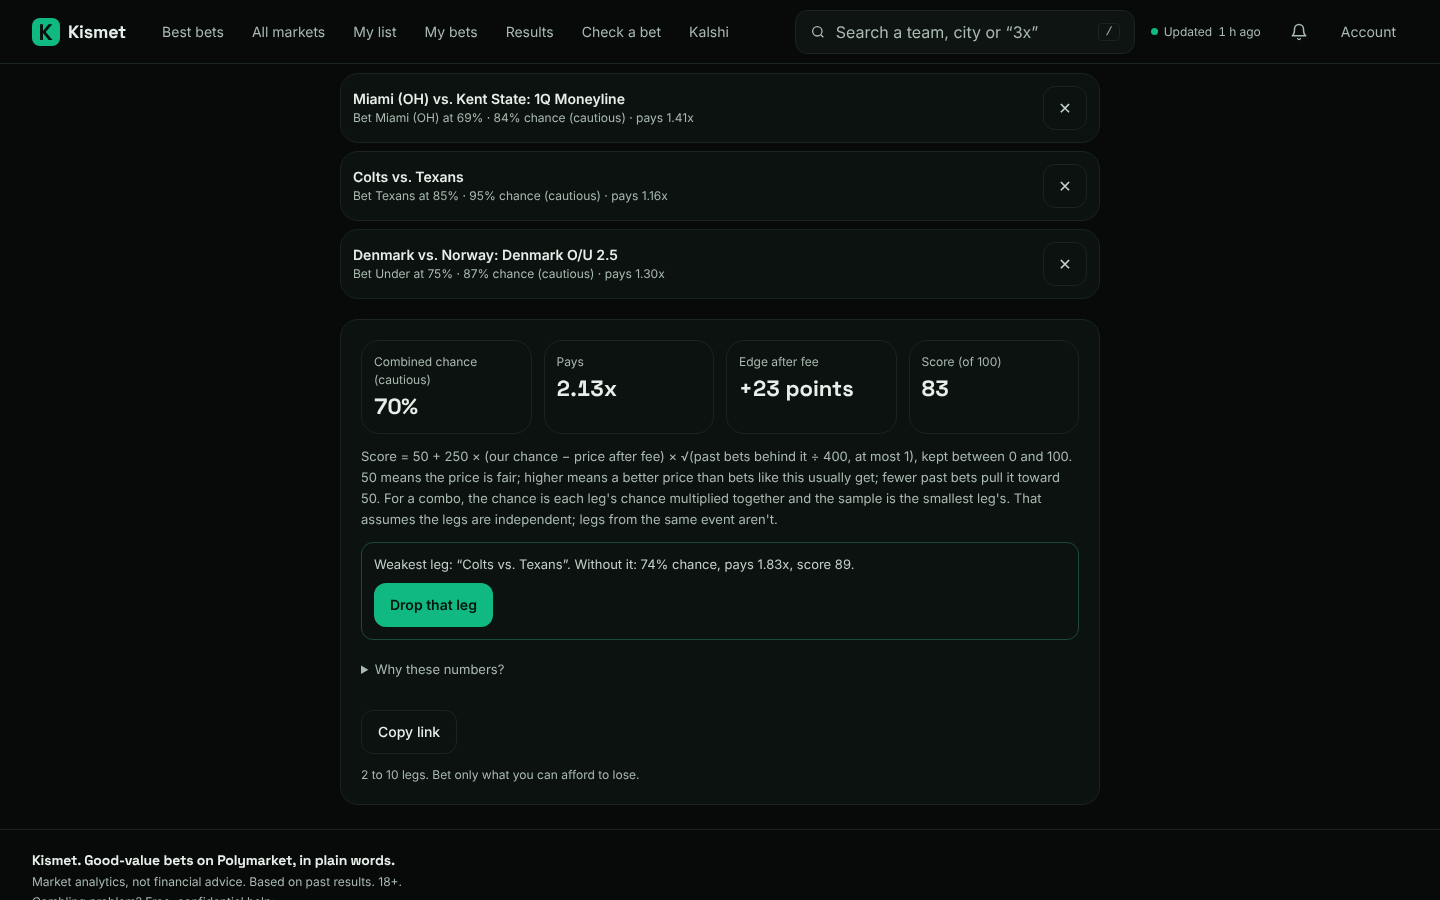 K Kismet Best bets All markets My list My bets Results Check a bet Kalshi Search a team, city or “3x” / Updated 1 h ago Account
Miami (OH) vs. Kent State: 1Q Moneyline
Bet Miami (OH) at 69% · 84% chance (cautious) · pays 1.41x
Colts vs. Texans
Bet Texans at 85% · 95% chance (cautious) · pays 1.16x
Denmark vs. Norway: Denmark O/U 2.5
Bet Under at 75% · 87% chance (cautious) · pays 1.30x
Combined chance (cautious)
70%
Pays
2.13x
Edge after fee
+23 points
Score (of 100)
83
Score = 50 + 250 × (our chance − price after fee) × √(past bets behind it ÷ 400, at most 1), kept between 0 and 100.
50 means the price is fair; higher means a better price than bets like this usually get; fewer past bets pull it toward
50. For a combo, the chance is each leg's chance multiplied together and the sample is the smallest leg's. That
assumes the legs are independent; legs from the same event aren't.
Weakest leg: “Colts vs. Texans”. Without it: 74% chance, pays 1.83x, score 89.
Drop that leg
Why these numbers?
Copy link
2 to 10 legs. Bet only what you can afford to lose.
Kismet. Good-value bets on Polymarket, in plain words.
Market analytics, not financial advice. Based on past results. 18+.